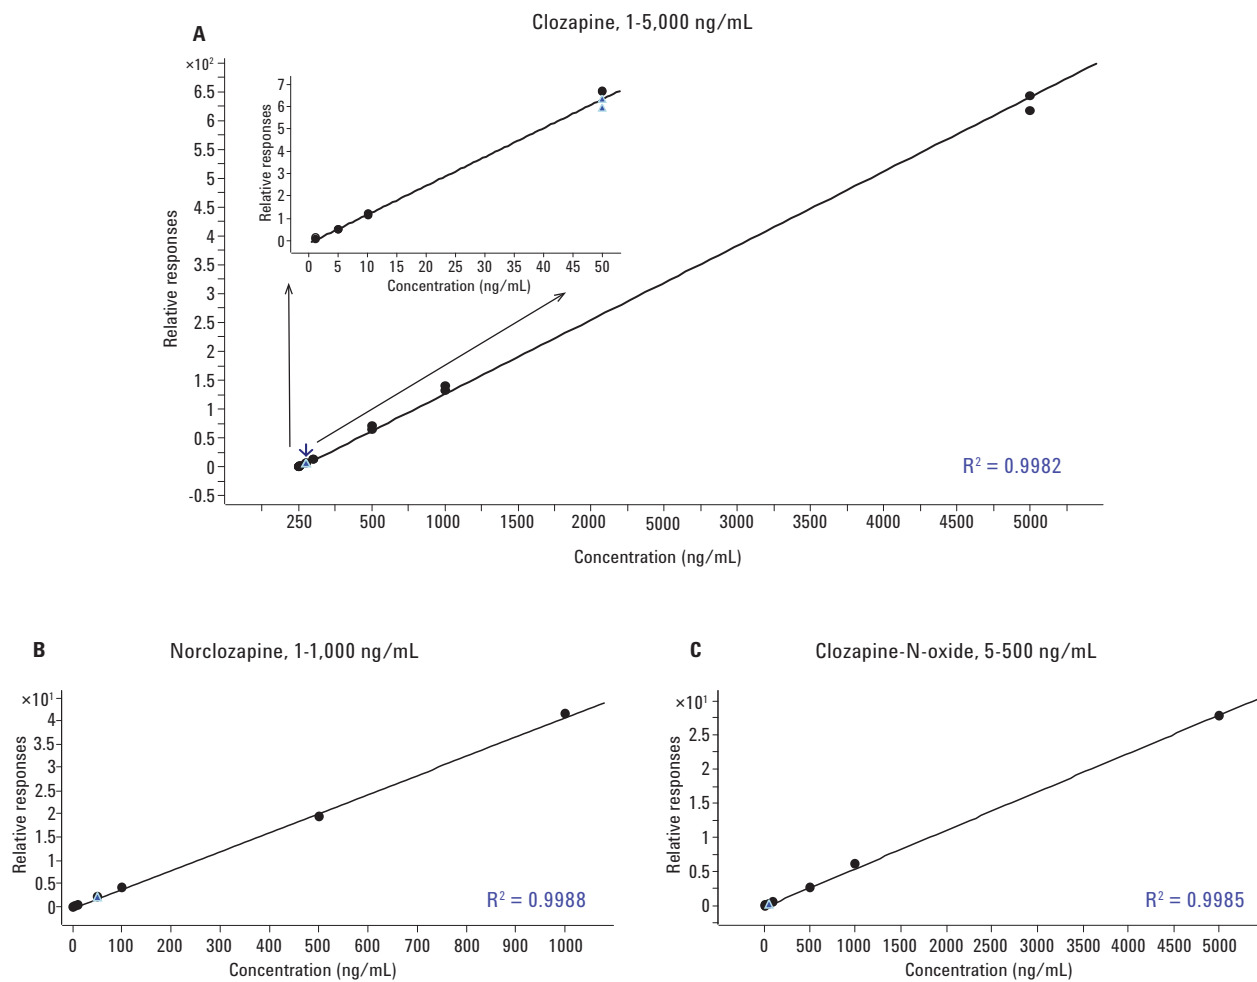 Clozapine, 1-5,000 ng/mL
A
×10²
6.5
6
5.5
5
4.5
4
3.5
3
2.5
2
1.5
1
0.5
0
-0.5
Relative responses
7
6
5
4
3
2
1
0
Relative responses
0 5 10 15 20 25 30 35 40 45 50
Concentration (ng/mL)
R² = 0.9982
250 500 1000 1500 2000 5000 3000 3500 4000 4500 5000
Concentration (ng/mL)
B
Norclozapine, 1-1,000 ng/mL
×10¹
4
3.5
3
2.5
2
1.5
1
0.5
0
Relative responses
R² = 0.9988
0 100 200 300 400 500 600 700 800 900 1000
Concentration (ng/mL)
C
Clozapine-N-oxide, 5-500 ng/mL
×10¹
2.5
2
1.5
1
0.5
0
Relative responses
R² = 0.9985
0 500 1000 1500 2000 2500 3000 3500 4000 4500 5000
Concentration (ng/mL)